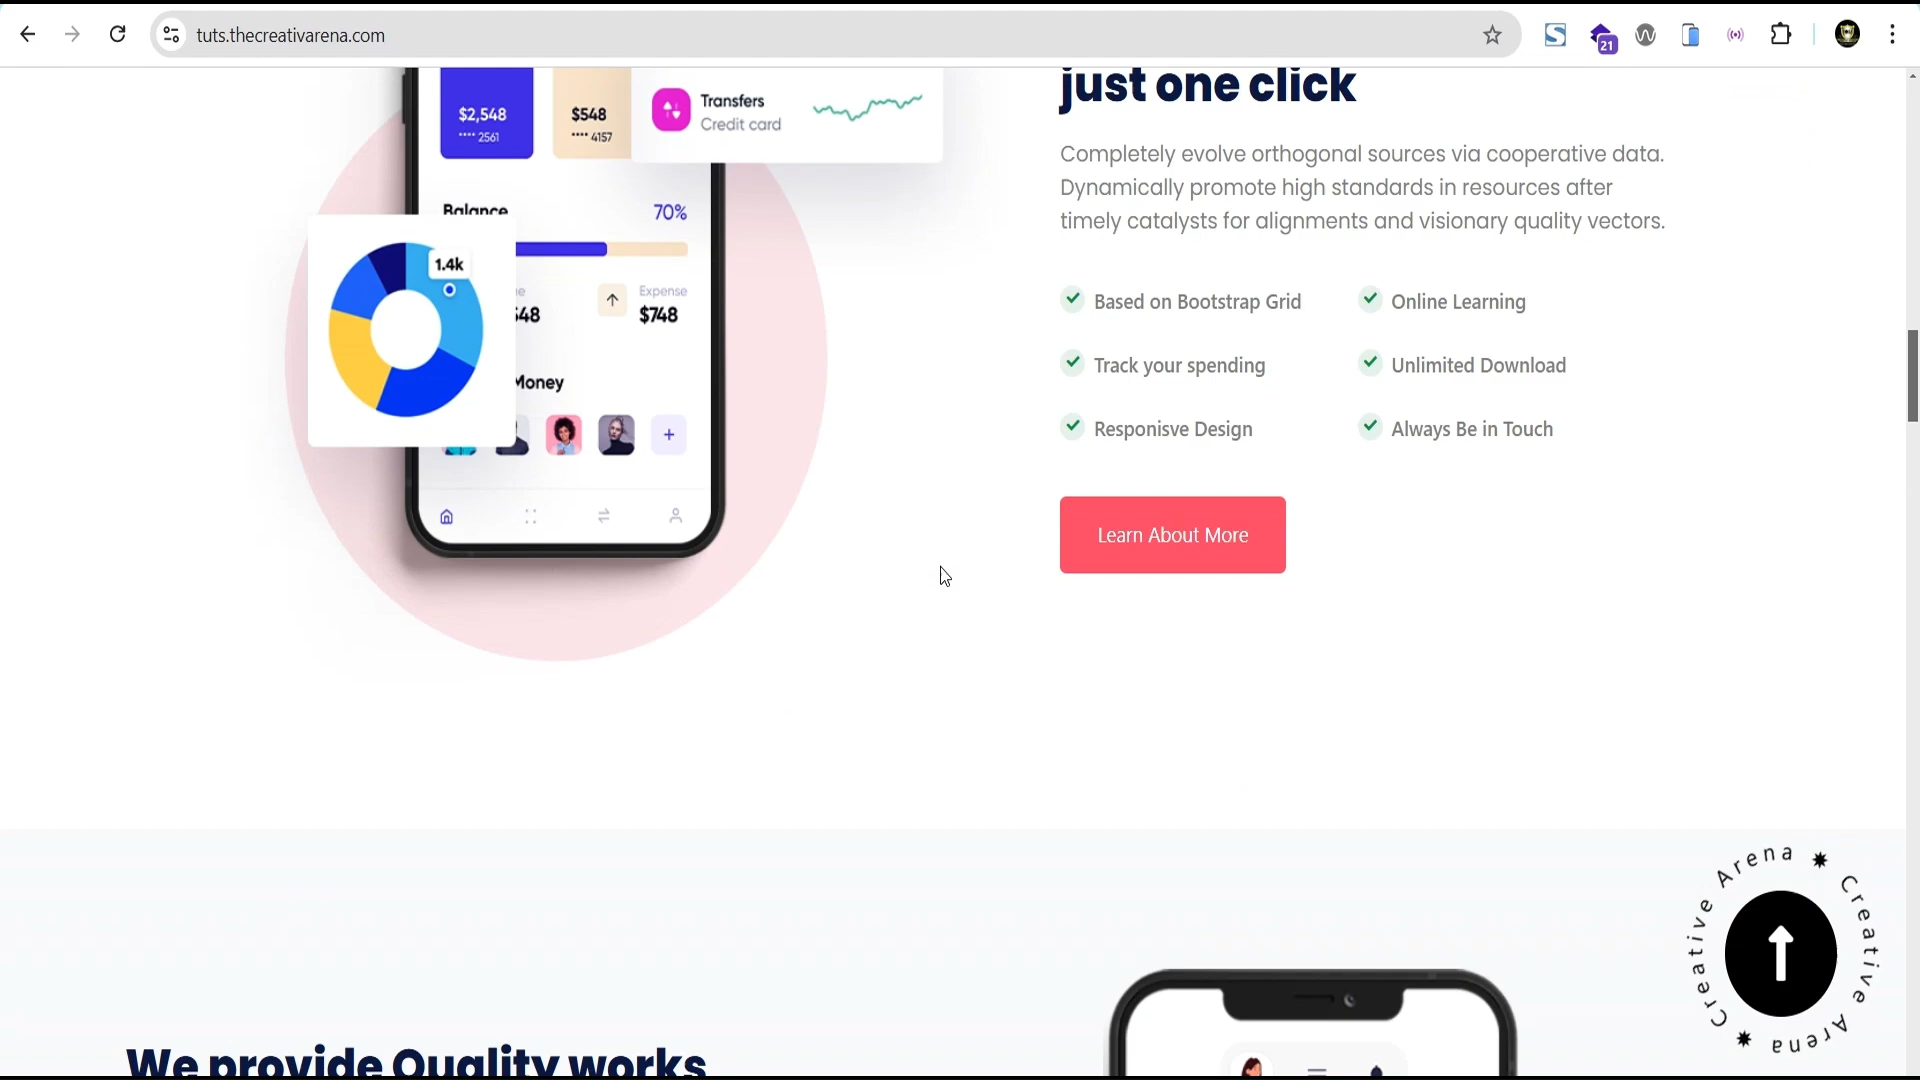 tuts.thecreativarena.com
21
just one click
$2,548
$548
Transfers
Credit card
•••• 2561
•••• 4157
Completely evolve orthogonal sources via cooperative data.
Dynamically promote high standards in resources after
timely catalysts for alignments and visionary quality vectors.
Balance
70%
1.4k
Expense
$748
Money
Based on Bootstrap Grid
Online Learning
Track your spending
Unlimited Download
Responisve Design
Always Be in Touch
Learn About More
Creative Arena ✷ Creative Arena ✷
We provide Quality works